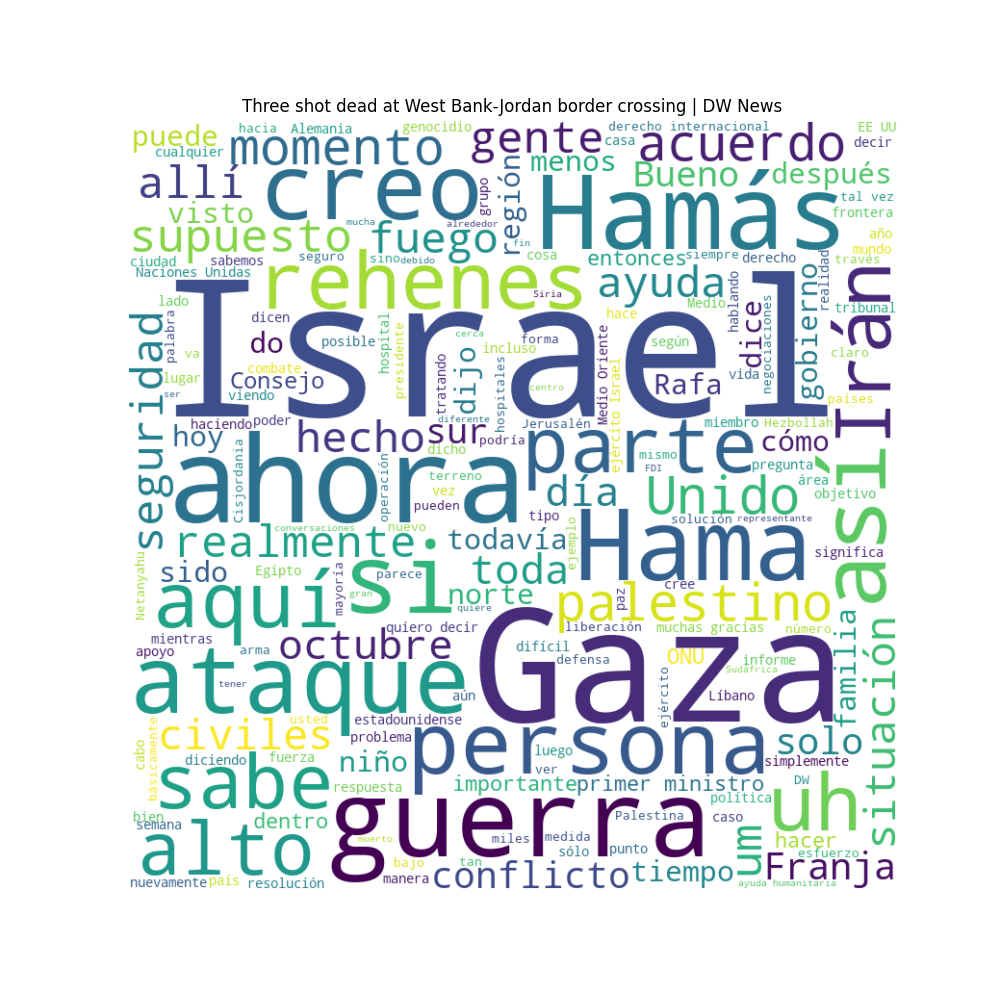 Three shot dead at West Bank-Jordan border crossing | DW News
puede
hacia
Alemania
genocidio
derecho internacional
EE UU
cualquier
momento
gente
casa
acuerdo
decir
allí
creo
grupo
región
menos
Bueno
después
visto
mucha
alrededor
Hamás
tal vez
frontera
supuesto
fuego
fin
año
mundo
ciudad
sabemos
seguro
sino
debido
cosa
entonces
siempre
derecho
realidad
través
Naciones Unidas
rehenes
Siria
ayuda
hablando
gobierno
Irán
lado
Israel
Medio
negociaciones
tribunal
seguridad
palabra
dicen
hospital
presidente
cerca
forma
hace
dice
do
posible
dijo
incluso
Medio Oriente
según
claro
va
combate
lugar
Consejo
tratando
hospitales
centro
ejército Israel
Rafa
vida
países
ser
viendo
haciendo
poder
diferente
Jerusalén
miembro
Hezbollah
hoy
hecho
sur
podría
parte
cómo
así
Cisjordania
ahora
operación
dicho
mismo
FDI
pregunta
terreno
día
Unido
área
vez
objetivo
pueden
tipo
solución
representante
conversaciones
nuevo
realmente
todavía
ejemplo
Hama
significa
Netanyahu
sido
Egipto
mayoría
si
parece
toda
cree
gran
norte
paz
aquí
quiere
palestino
situación
familia
quiero decir
liberación
muchas gracias
número
mientras
octubre
difícil
Gaza
apoyo
arma
defensa
ONU
informe
Sudáfrica
ataque
tener
aún
ejército
Líbano
cabo
básicamente
usted
estadounidense
civiles
persona
problema
luego
solo
diciendo
fuerza
niño
ver
simplemente
sabe
respuesta
importante
primer ministro
DW
uh
bien
política
semana
dentro
guerra
Palestina
caso
muerto
miles
medida
um
hacer
alto
sólo
punto
esfuerzo
bajo
tan
Franja
nuevamente
país
resolución
manera
conflicto
tiempo
ayuda humanitaria